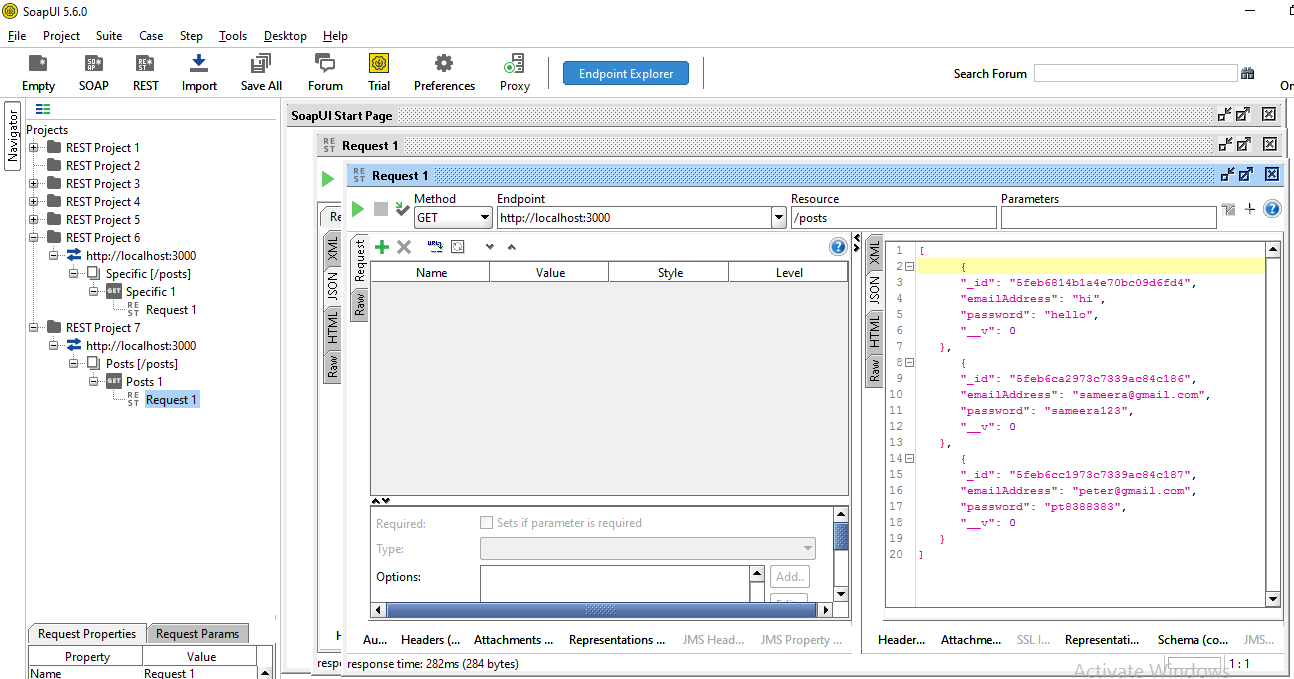 SoapUI 5.6.0
File Project Suite Case Step Tools Desktop Help
Empty SOAP REST Import Save All Forum Trial Preferences Proxy Endpoint Explorer Search Forum
Navigator
Projects
REST Project 1
REST Project 2
REST Project 3
REST Project 4
REST Project 5
REST Project 6
http://localhost:3000
Specific [/posts]
GET Specific 1
REST Request 1
REST Project 7
http://localhost:3000
Posts [/posts]
GET Posts 1
REST Request 1
Request Properties Request Params
Property Value
Name Request 1
SoapUI Start Page
REST Request 1
REST Request 1
Re
XML
JSON
HTML
Raw
Method Endpoint Resource Parameters
GET http://localhost:3000 /posts
Request
Raw
Name Value Style Level
Required: Sets if parameter is required
Type:
Options: Add..
Au... Headers (... Attachments ... Representations ... JMS Head... JMS Property ...
XML
JSON
HTML
Raw
1 [
2 {
3 "_id": "5feb6814b1a4e70bc09d6fd4",
4 "emailAddress": "hi",
5 "password": "hello",
6 "__v": 0
7 },
8 {
9 "_id": "5feb6ca2973c7339ac84c186",
10 "emailAddress": "sameera@gmail.com",
11 "password": "sameera123",
12 "__v": 0
13 },
14 {
15 "_id": "5feb6cc1973c7339ac84c187",
16 "emailAddress": "peter@gmail.com",
17 "password": "pt8388383",
18 "__v": 0
19 }
20 ]
Header... Attachme... SSL I... Representati... Schema (co... JMS...
response time: 282ms (284 bytes)
1 : 1
Activate Windows